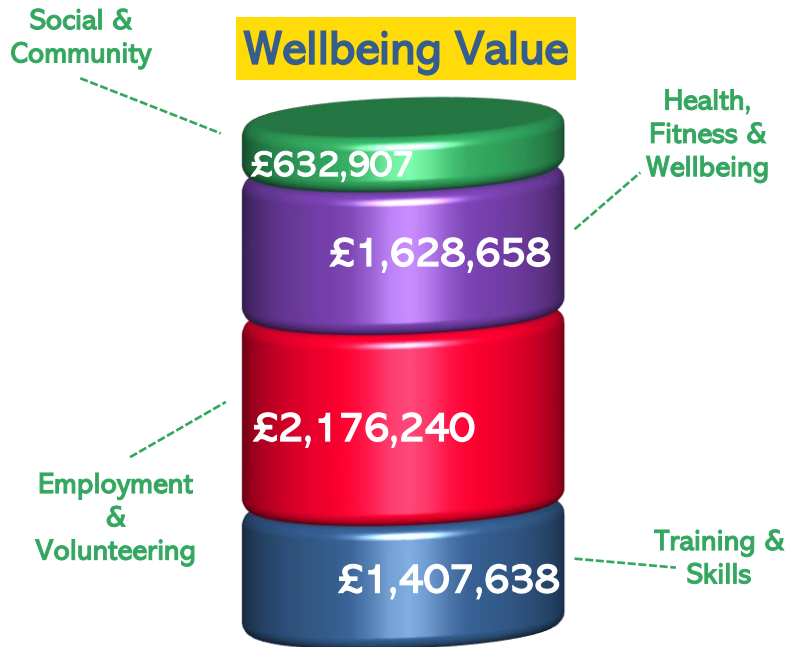 Social &
Community
Wellbeing Value
Health,
Fitness &
Wellbeing
£632,907
£1,628,658
£2,176,240
Employment
&
Volunteering
Training &
Skills
£1,407,638